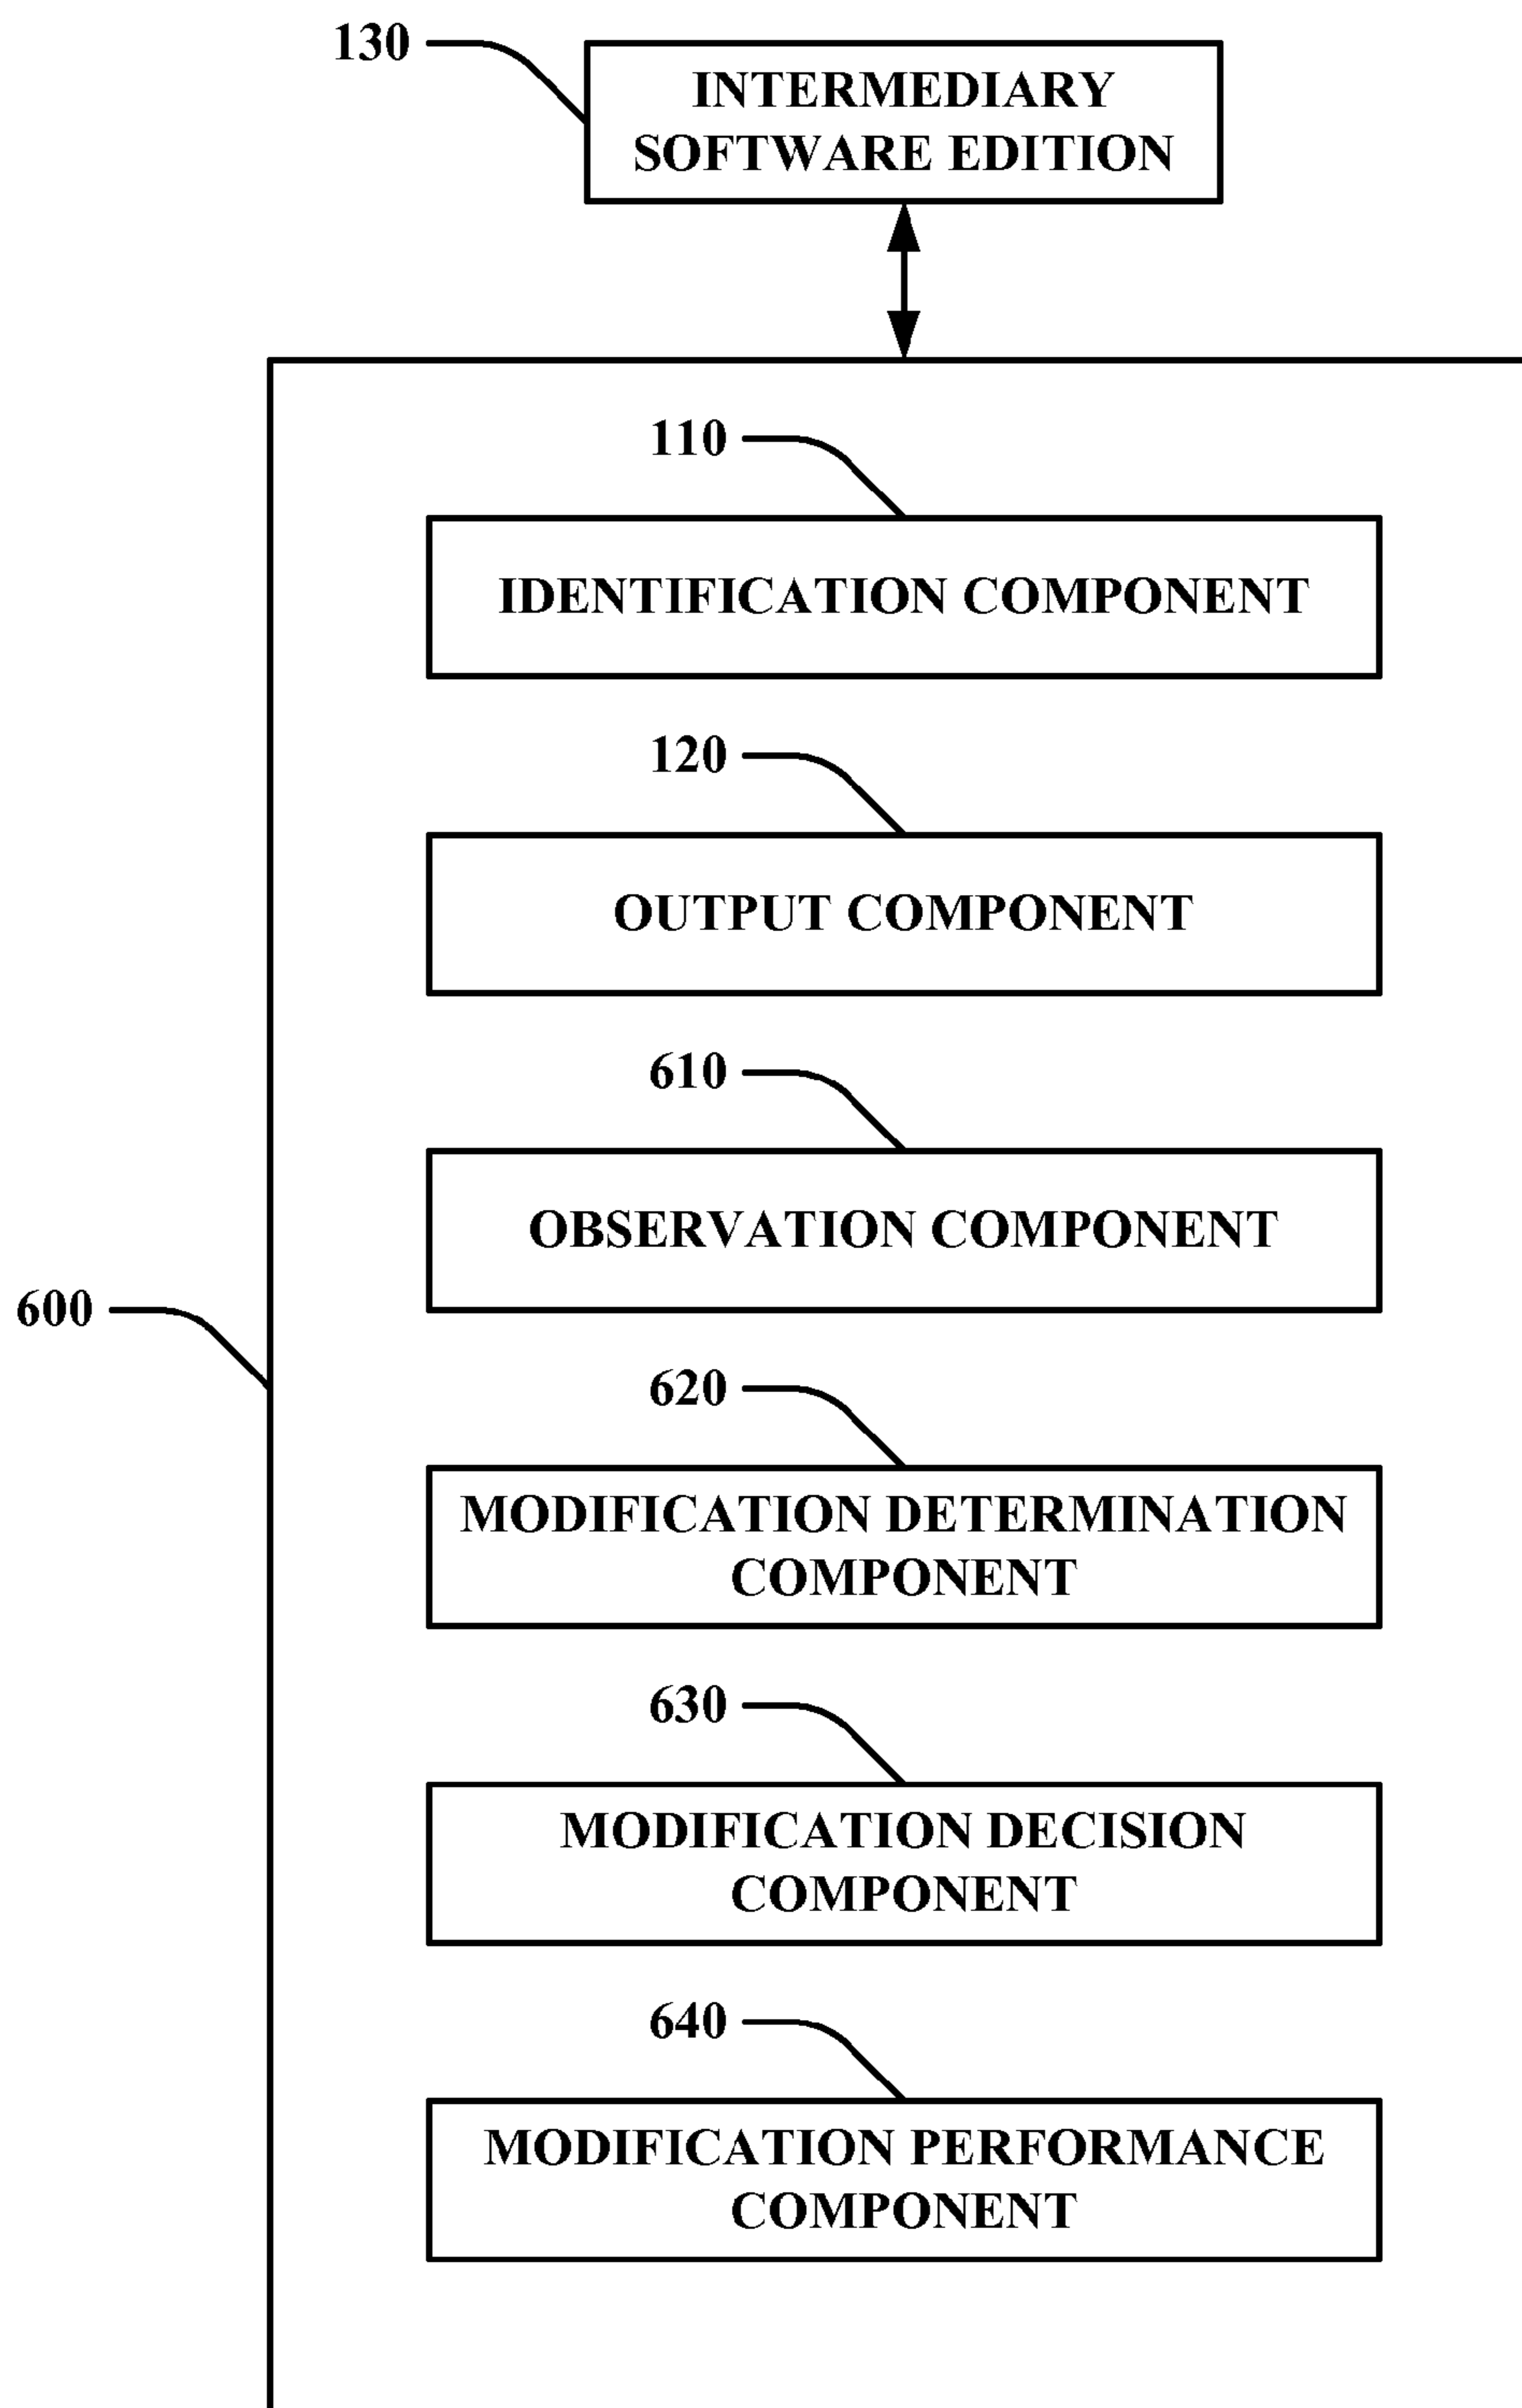 130
INTERMEDIARY
SOFTWARE EDITION
110
IDENTIFICATION COMPONENT
120
OUTPUT COMPONENT
610
OBSERVATION COMPONENT
600
620
MODIFICATION DETERMINATION
COMPONENT
630
MODIFICATION DECISION
COMPONENT
640
MODIFICATION PERFORMANCE
COMPONENT